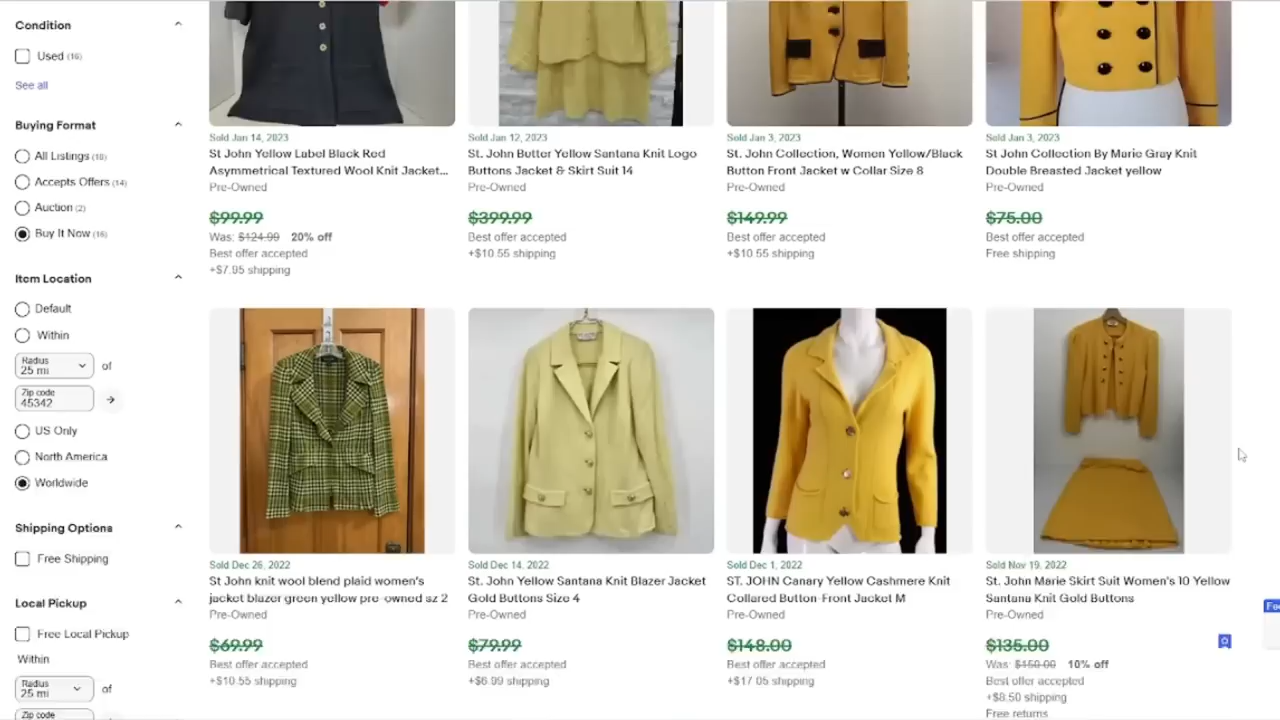 Condition
Used (16)
See all
Buying Format
All Listings (18)
Accepts Offers (14)
Auction (2)
Buy It Now (16)
Item Location
Default
Within
Radius
25 mi
of
Zip code
45342
US Only
North America
Worldwide
Shipping Options
Free Shipping
Local Pickup
Free Local Pickup
Within
Radius
25 mi
of
Zip code
Sold Jan 14, 2023
St John Yellow Label Black Red
Asymmetrical Textured Wool Knit Jacket...
Pre-Owned
$99.99
Was: $124.99 20% off
Best offer accepted
+$7.95 shipping
Sold Jan 12, 2023
St. John Butter Yellow Santana Knit Logo
Buttons Jacket & Skirt Suit 14
Pre-Owned
$399.99
Best offer accepted
+$10.55 shipping
Sold Jan 3, 2023
St. John Collection, Women Yellow/Black
Button Front Jacket w Collar Size 8
Pre-Owned
$149.99
Best offer accepted
+$10.55 shipping
Sold Jan 3, 2023
St John Collection By Marie Gray Knit
Double Breasted Jacket yellow
Pre-Owned
$75.00
Best offer accepted
Free shipping
Sold Dec 26, 2022
St John knit wool blend plaid women's
jacket blazer green yellow pre-owned sz 2
Pre-Owned
$69.99
Best offer accepted
+$10.55 shipping
Sold Dec 14, 2022
St. John Yellow Santana Knit Blazer Jacket
Gold Buttons Size 4
Pre-Owned
$79.99
Best offer accepted
+$6.99 shipping
Sold Dec 1, 2022
ST. JOHN Canary Yellow Cashmere Knit
Collared Button-Front Jacket M
Pre-Owned
$148.00
Best offer accepted
+$17.05 shipping
Sold Nov 19, 2022
St. John Marie Skirt Suit Women's 10 Yellow
Santana Knit Gold Buttons
Pre-Owned
$135.00
Was: $150.00 10% off
Best offer accepted
+$8.50 shipping
Free returns